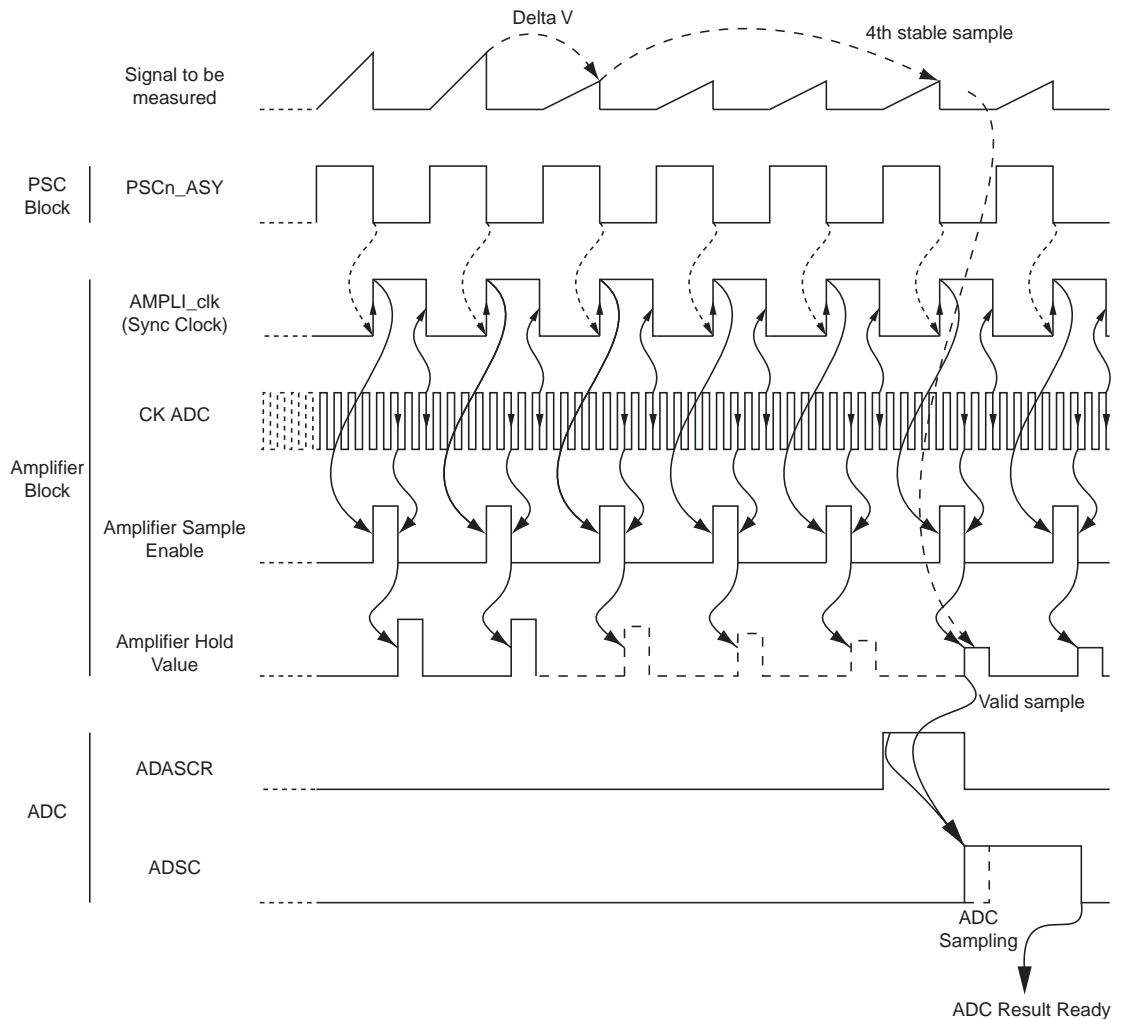 Delta V
4th stable sample
Signal to be
measured
PSC
Block
PSCn_ASY
AMPLI_clk
(Sync Clock)
CK ADC
Amplifier
Block
Amplifier Sample
Enable
Amplifier Hold
Value
Valid sample
ADASCR
ADC
ADSC
ADC
Sampling
ADC Result Ready